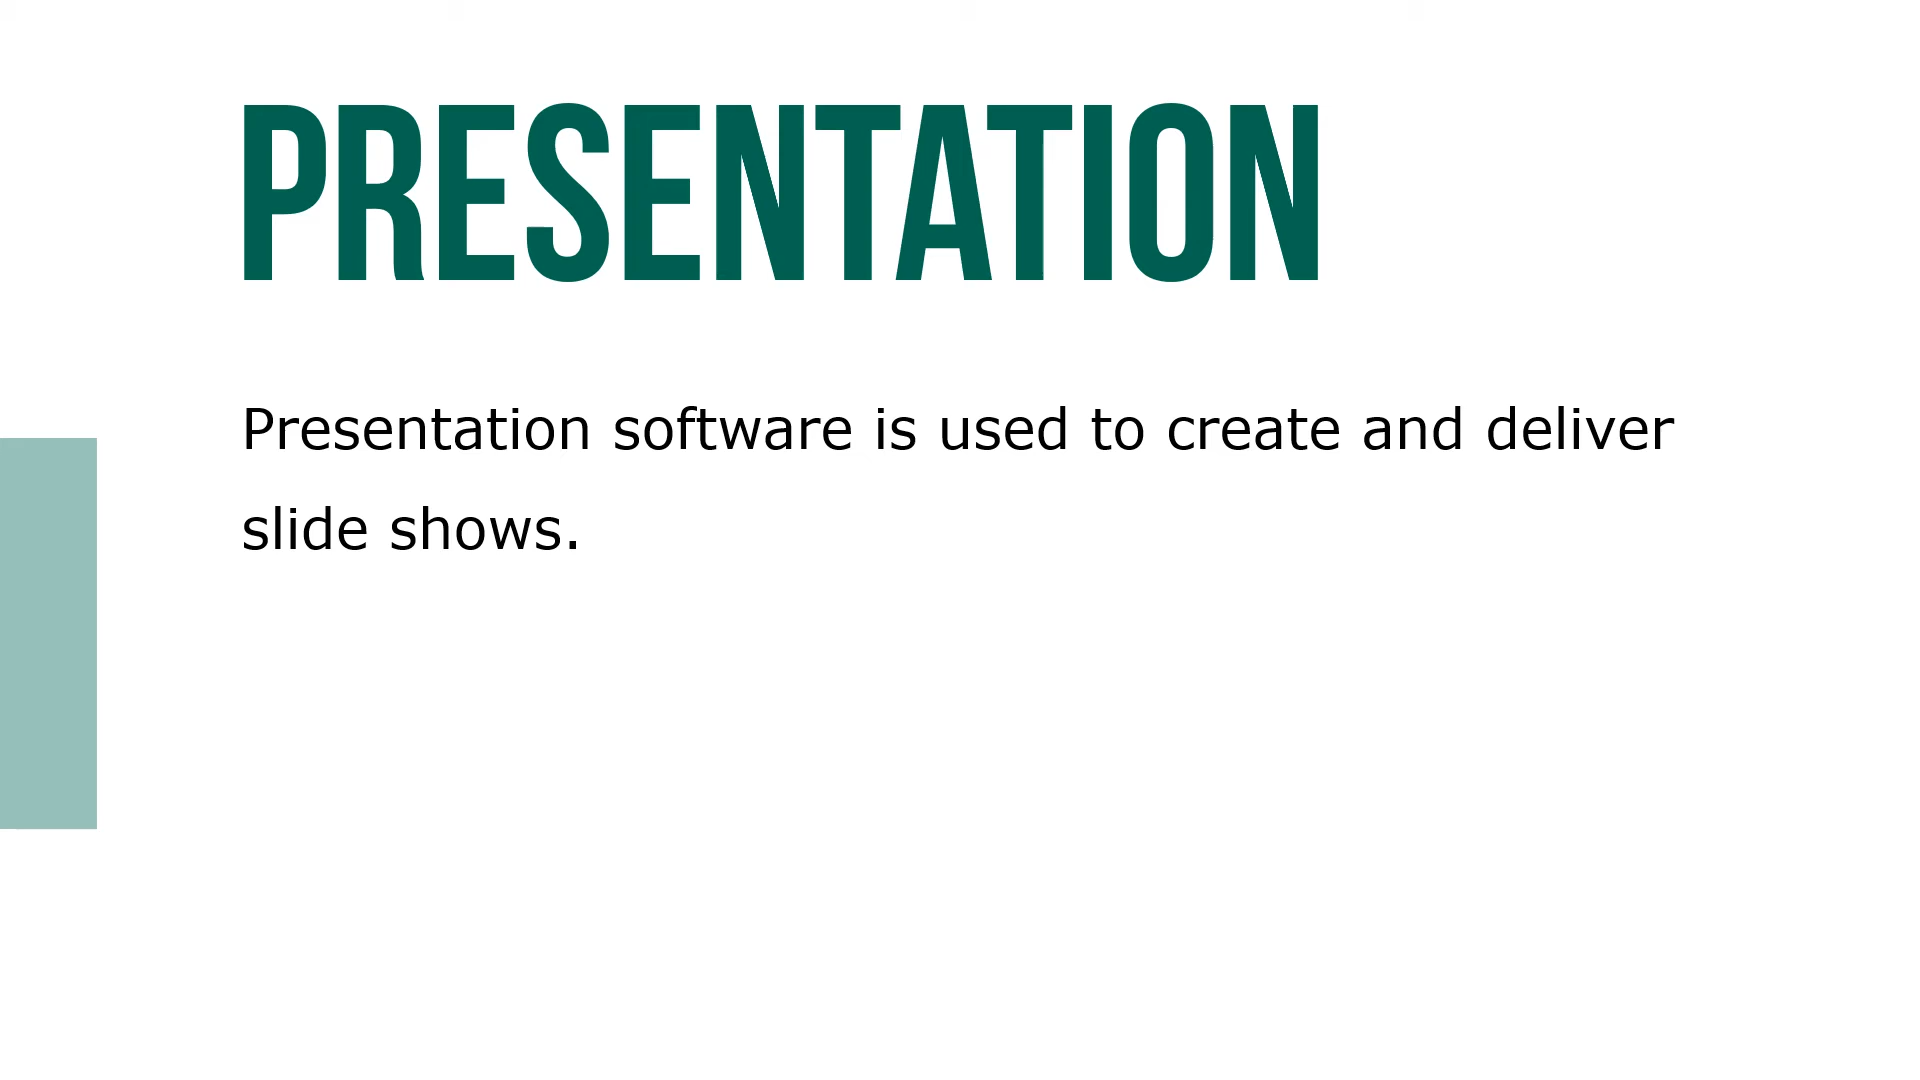 PRESENTATION
Presentation software is used to create and deliver
slide shows.